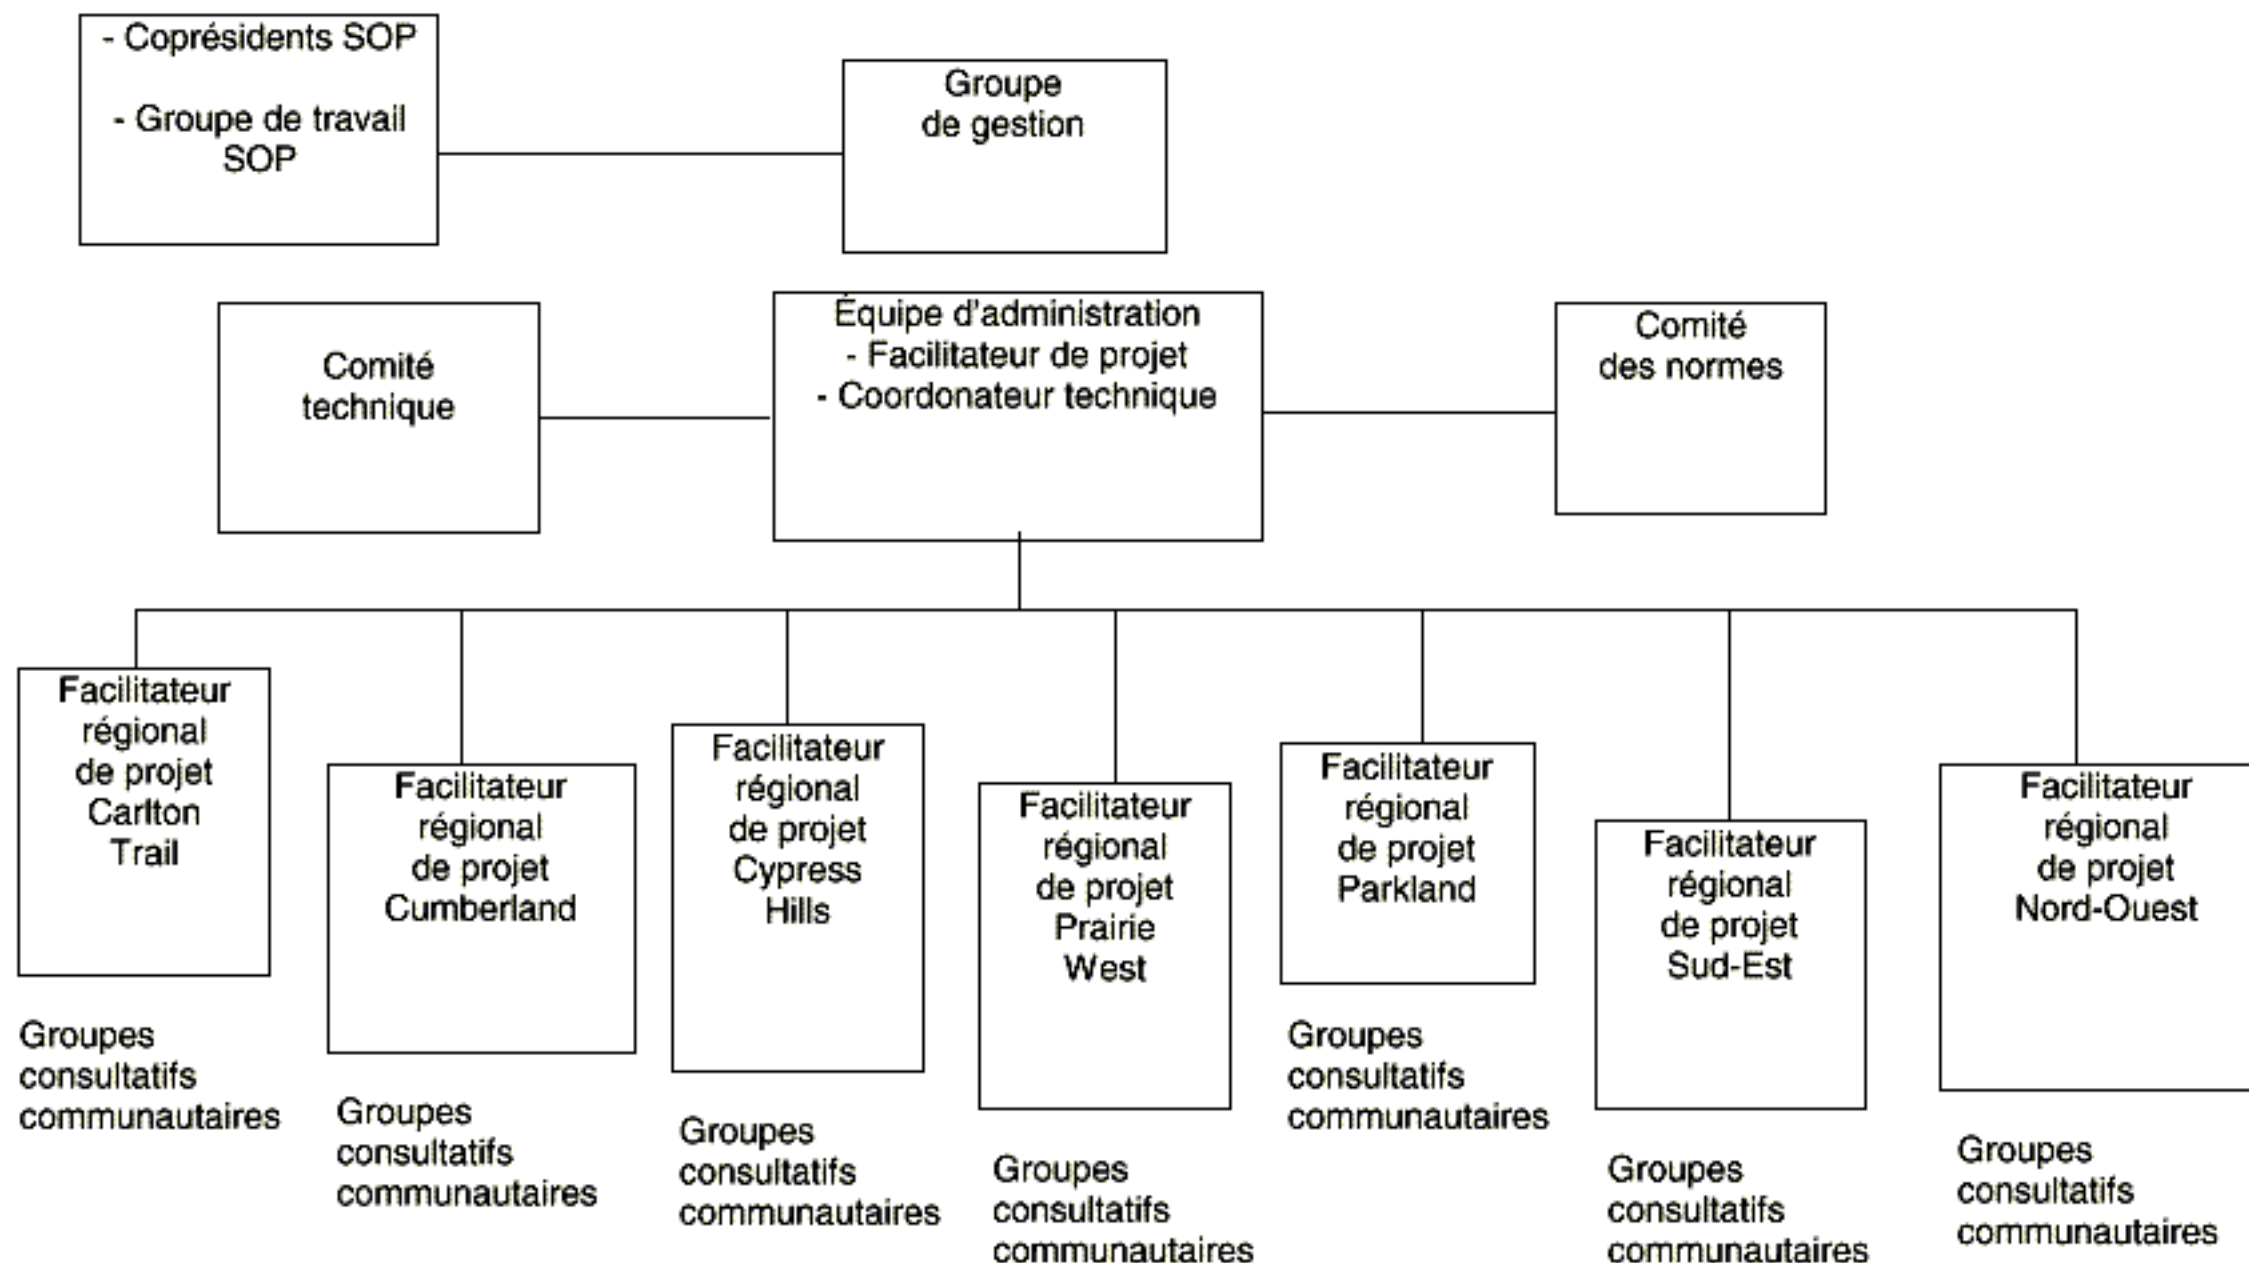 - Coprésidents SOP
- Groupe de travail
SOP
Groupe
de gestion
Comité
technique
Équipe d'administration
- Facilitateur de projet
- Coordonateur technique
Comité
des normes
Facilitateur
régional
de projet
Carlton
Trail
Groupes
consultatifs
communautaires
Facilitateur
régional
de projet
Cumberland
Groupes
consultatifs
communautaires
Facilitateur
régional
de projet
Cypress
Hills
Groupes
consultatifs
communautaires
Facilitateur
régional
de projet
Prairie
West
Groupes
consultatifs
communautaires
Facilitateur
régional
de projet
Parkland
Groupes
consultatifs
communautaires
Facilitateur
régional
de projet
Sud-Est
Groupes
consultatifs
communautaires
Facilitateur
régional
de projet
Nord-Ouest
Groupes
consultatifs
communautaires